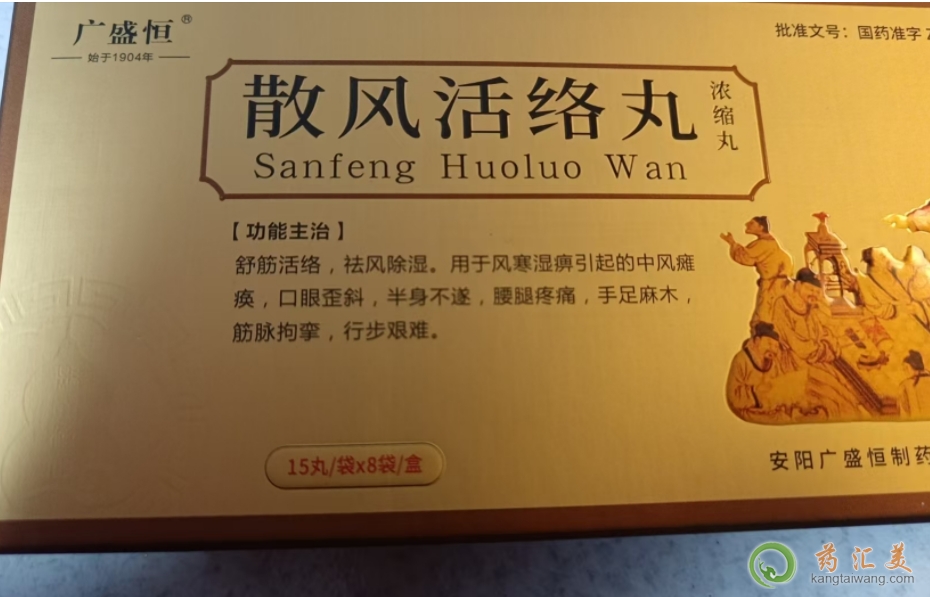 广盛恒®
始于1904年
批准文号：国药准字
散风活络丸
浓缩丸
Sanfeng Huoluo Wan
【功能主治】
舒筋活络，祛风除湿。用于风寒湿痹引起的中风瘫
痪，口眼歪斜，半身不遂，腰腿疼痛，手足麻木，
筋脉拘挛，行步艰难。
15丸/袋x8袋/盒
安阳广盛恒制药
药汇美
kangtaiwang.com